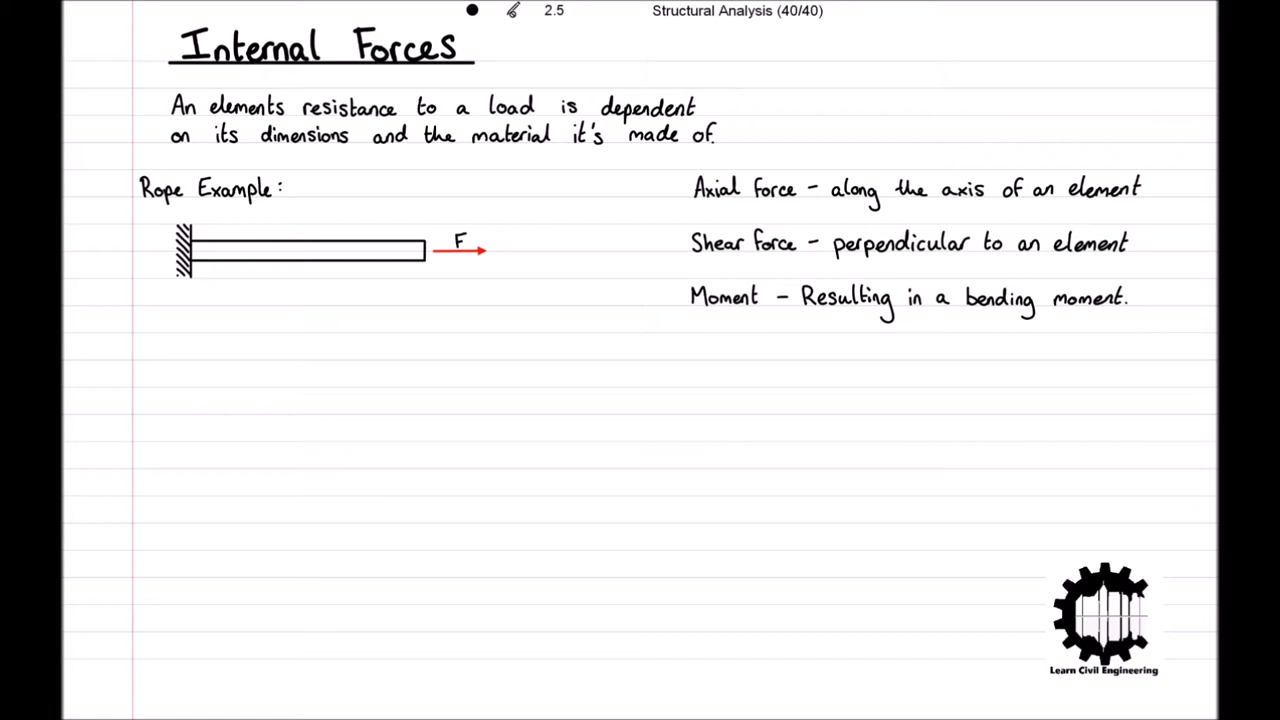 2.5
Structural Analysis (40/40)
Internal Forces
An elements resistance to a load is dependent
on its dimensions and the material it's made of.
Rope Example:
F
Axial Force - along the axis of an element
Shear force - perpendicular to an element
Moment - Resulting in a bending moment.
Learn Civil Engineering